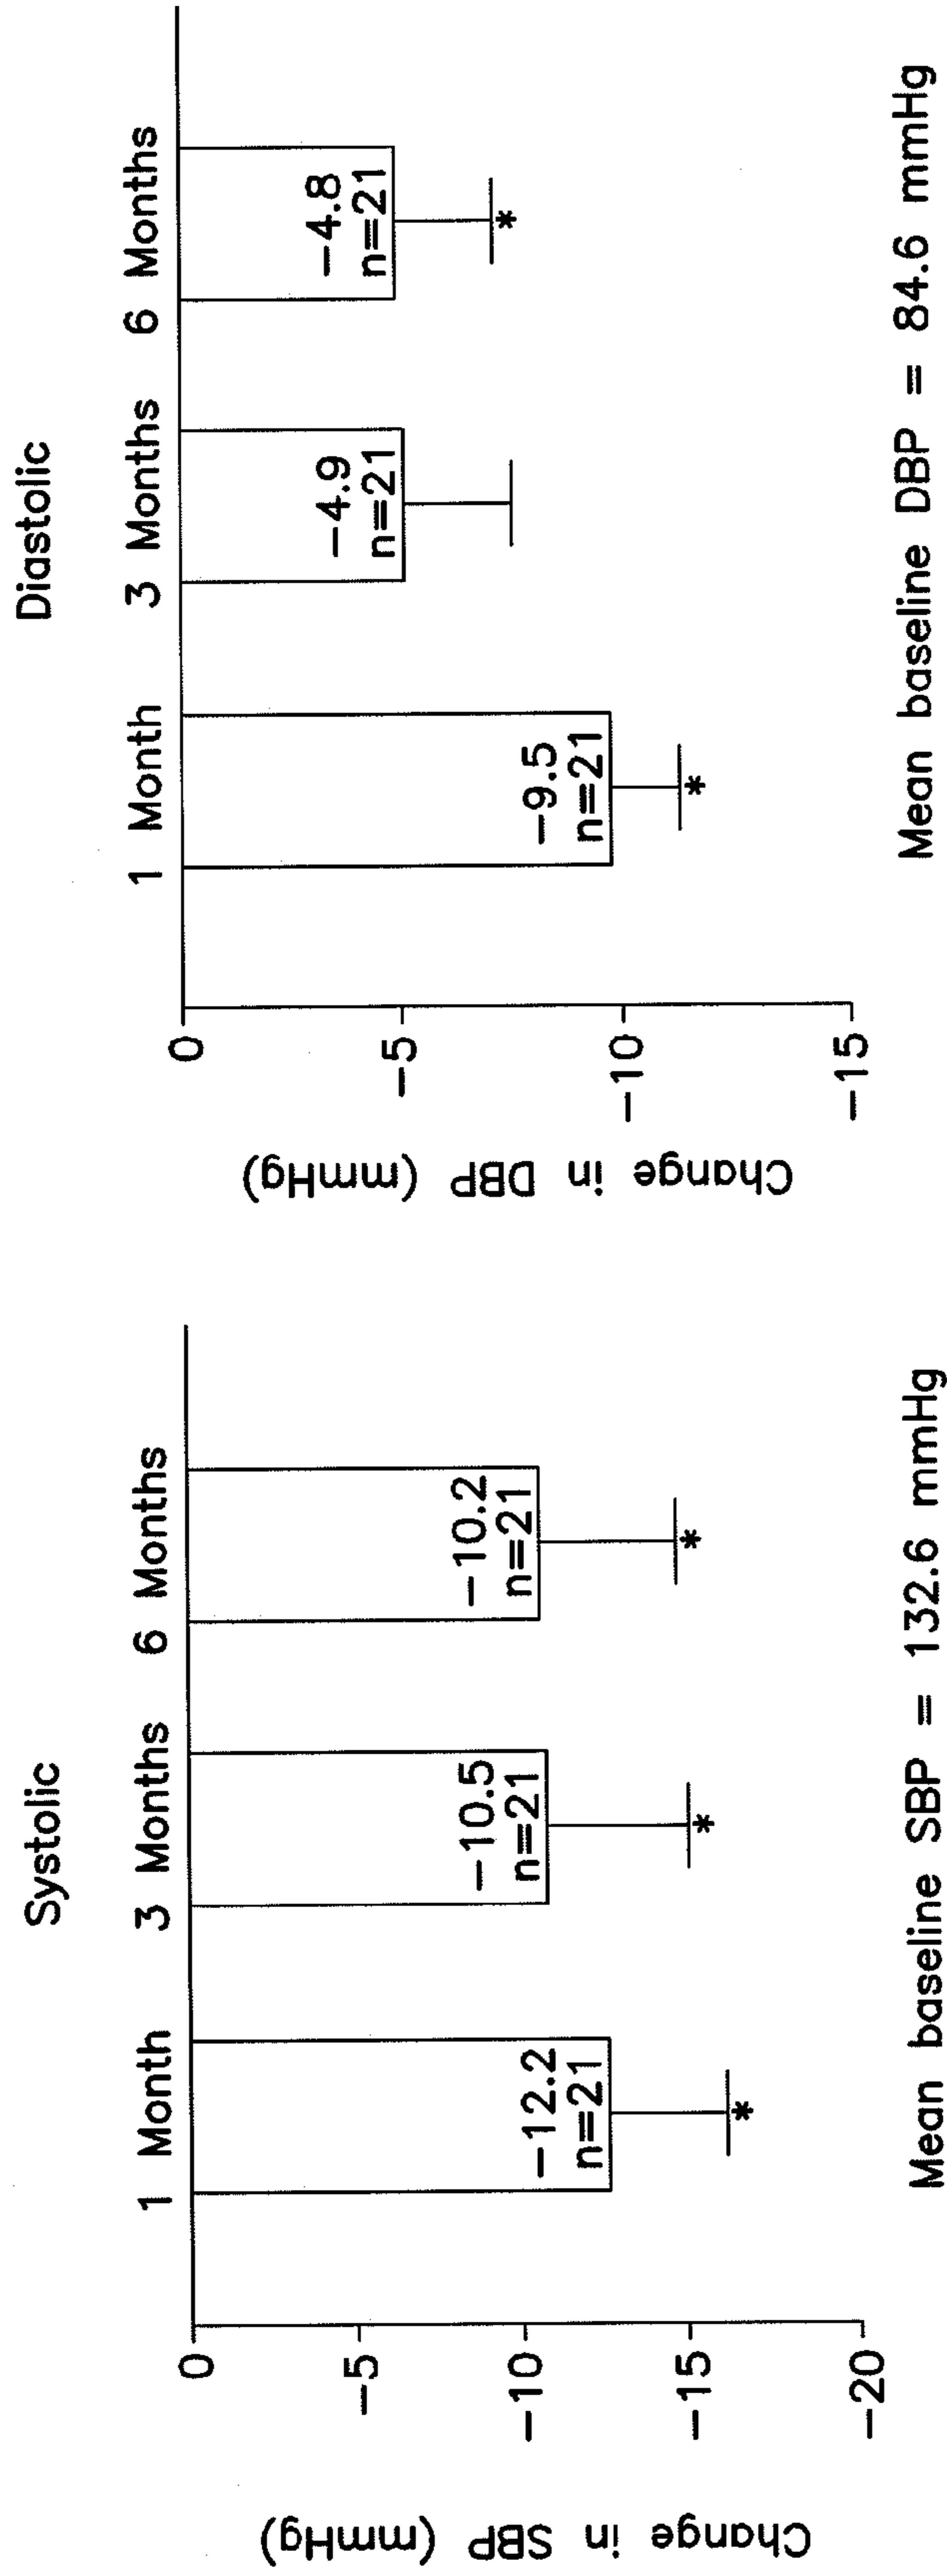 Systolic
1 Month
3 Months
6 Months
0
−5
−10
−15
−20
Change in SBP (mmHg)
−12.2
n=21
*
−10.5
n=21
*
−10.2
n=21
*
Mean baseline SBP = 132.6 mmHg
Diastolic
1 Month
3 Months
6 Months
0
−5
−10
−15
Change in DBP (mmHg)
−9.5
n=21
*
−4.9
n=21
−4.8
n=21
*
Mean baseline DBP = 84.6 mmHg